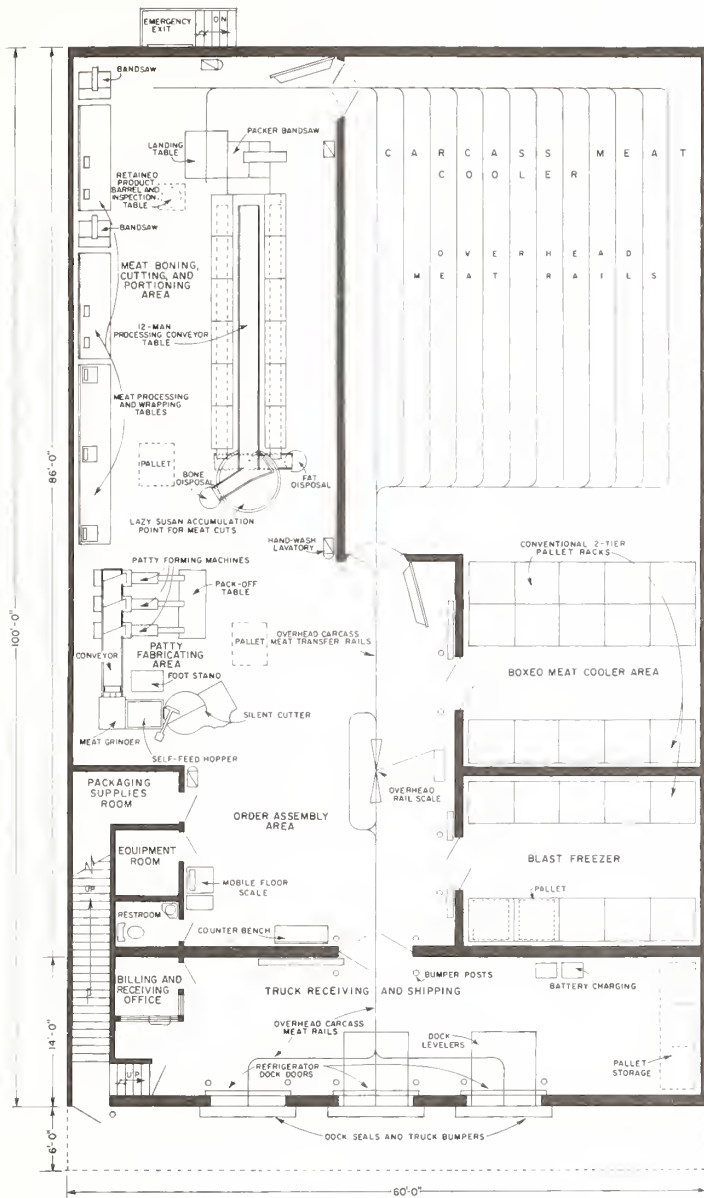 EMERGENCY
EXIT
DN
BANDSAW
LANDING
TABLE
PACKER BANDSAW
CARCASS MEAT
COOLER
RETAINED
PRODUCT
BARREL AND
INSPECTION
TABLE
BANDSAW
OVERHEAD
MEAT RAILS
MEAT BONING,
CUTTING, AND
PORTIONING
AREA
12-MAN
PROCESSING CONVEYOR
TABLE
MEAT PROCESSING
AND WRAPPING
TABLES
PALLET
BONE
DISPOSAL
FAT
DISPOSAL
LAZY SUSAN ACCUMULATION
POINT FOR MEAT CUTS
86'-0"
100'-0"
HAND-WASH
LAVATORY
CONVENTIONAL 2-TIER
PALLET RACKS
PATTY FORMING MACHINES
PACK-OFF
TABLE
PALLET
OVERHEAD CARCASS
MEAT TRANSFER RAILS
PATTY
FABRICATING
AREA
CONVEYOR
FOOT STAND
BOXED MEAT COOLER AREA
SILENT CUTTER
MEAT GRINDER
SELF-FEED HOPPER
PACKAGING
SUPPLIES
ROOM
OVERHEAD
RAIL SCALE
ORDER ASSEMBLY
AREA
EQUIPMENT
ROOM
BLAST FREEZER
UP
MOBILE FLOOR
SCALE
PALLET
RESTROOM
COUNTER BENCH
BILLING AND
RECEIVING
OFFICE
BUMPER POSTS
BATTERY CHARGING
TRUCK RECEIVING AND SHIPPING
14'-0"
OVERHEAD CARCASS
MEAT RAILS
DOCK
LEVELERS
REFRIGERATOR
DOCK DOORS
PALLET
STORAGE
UP
DOCK SEALS AND TRUCK BUMPERS
6'-0"
60'-0"